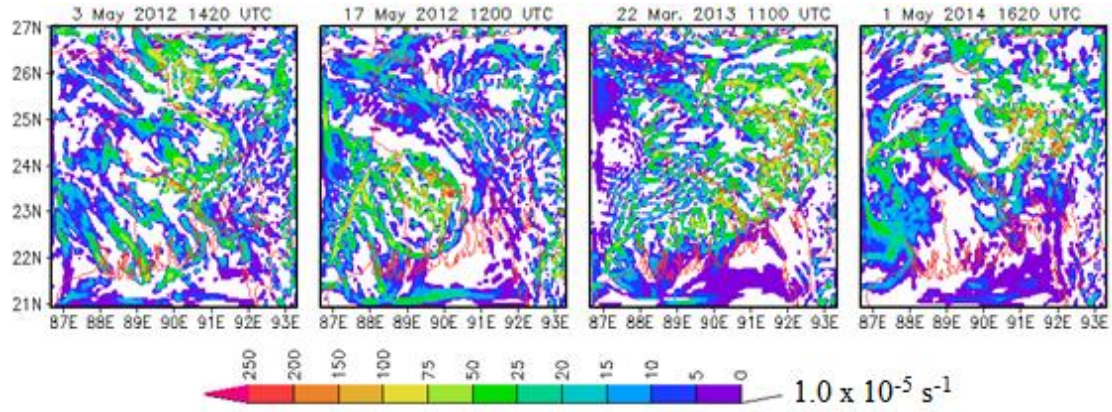 3 May 2012 1420 UTC 17 May 2012 1200 UTC 22 Mar. 2013 1100 UTC 1 May 2014 1620 UTC
27N
26N
25N
24N
23N
22N
21N
87E 88E 89E 90E 91E 92E 93E 87E 88E 89E 90E 91E 92E 93E 87E 88E 89E 90E 91E 92E 93E 87E 88E 89E 90E 91E 92E 93E
250 200 150 100 75 50 25 20 15 10 5 0
1.0 x 10⁻⁵ s⁻¹